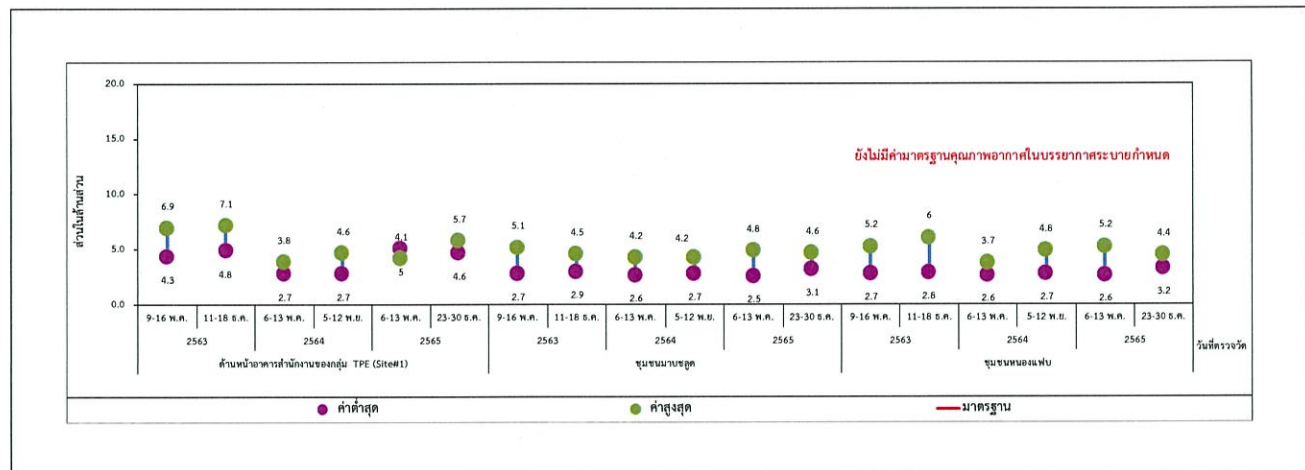 20.0
15.0
10.0
5.0
0.0
ส่วนในล้านส่วน
ยังไม่มีค่ามาตรฐานคุณภาพอากาศในบรรยากาศระบายกำหนด
6.9 7.1 3.8 4.6 4.1 5.7 5.1 4.5 4.2 4.2 4.8 4.6 5.2 6 3.7 4.8 5.2 4.4
4.3 4.8 2.7 2.7 5 4.6 2.7 2.9 2.6 2.7 2.5 3.1 2.7 2.8 2.6 2.7 2.6 3.2
9-16 พ.ค. 11-18 ธ.ค. 6-13 พ.ค. 5-12 พ.ย. 6-13 พ.ค. 23-30 ธ.ค. 9-16 พ.ค. 11-18 ธ.ค. 6-13 พ.ค. 5-12 พ.ย. 6-13 พ.ค. 23-30 ธ.ค. 9-16 พ.ค. 11-18 ธ.ค. 6-13 พ.ค. 5-12 พ.ย. 6-13 พ.ค. 23-30 ธ.ค.
2563 2564 2565 2563 2564 2565 2563 2564 2565
วันที่ตรวจวัด
ด้านหน้าอาคารสำนักงานของกลุ่ม TPE (Site#1) ชุมชนมาบชลูด ชุมชนหนองแฟบ
ค่าต่ำสุด ค่าสูงสุด มาตรฐาน